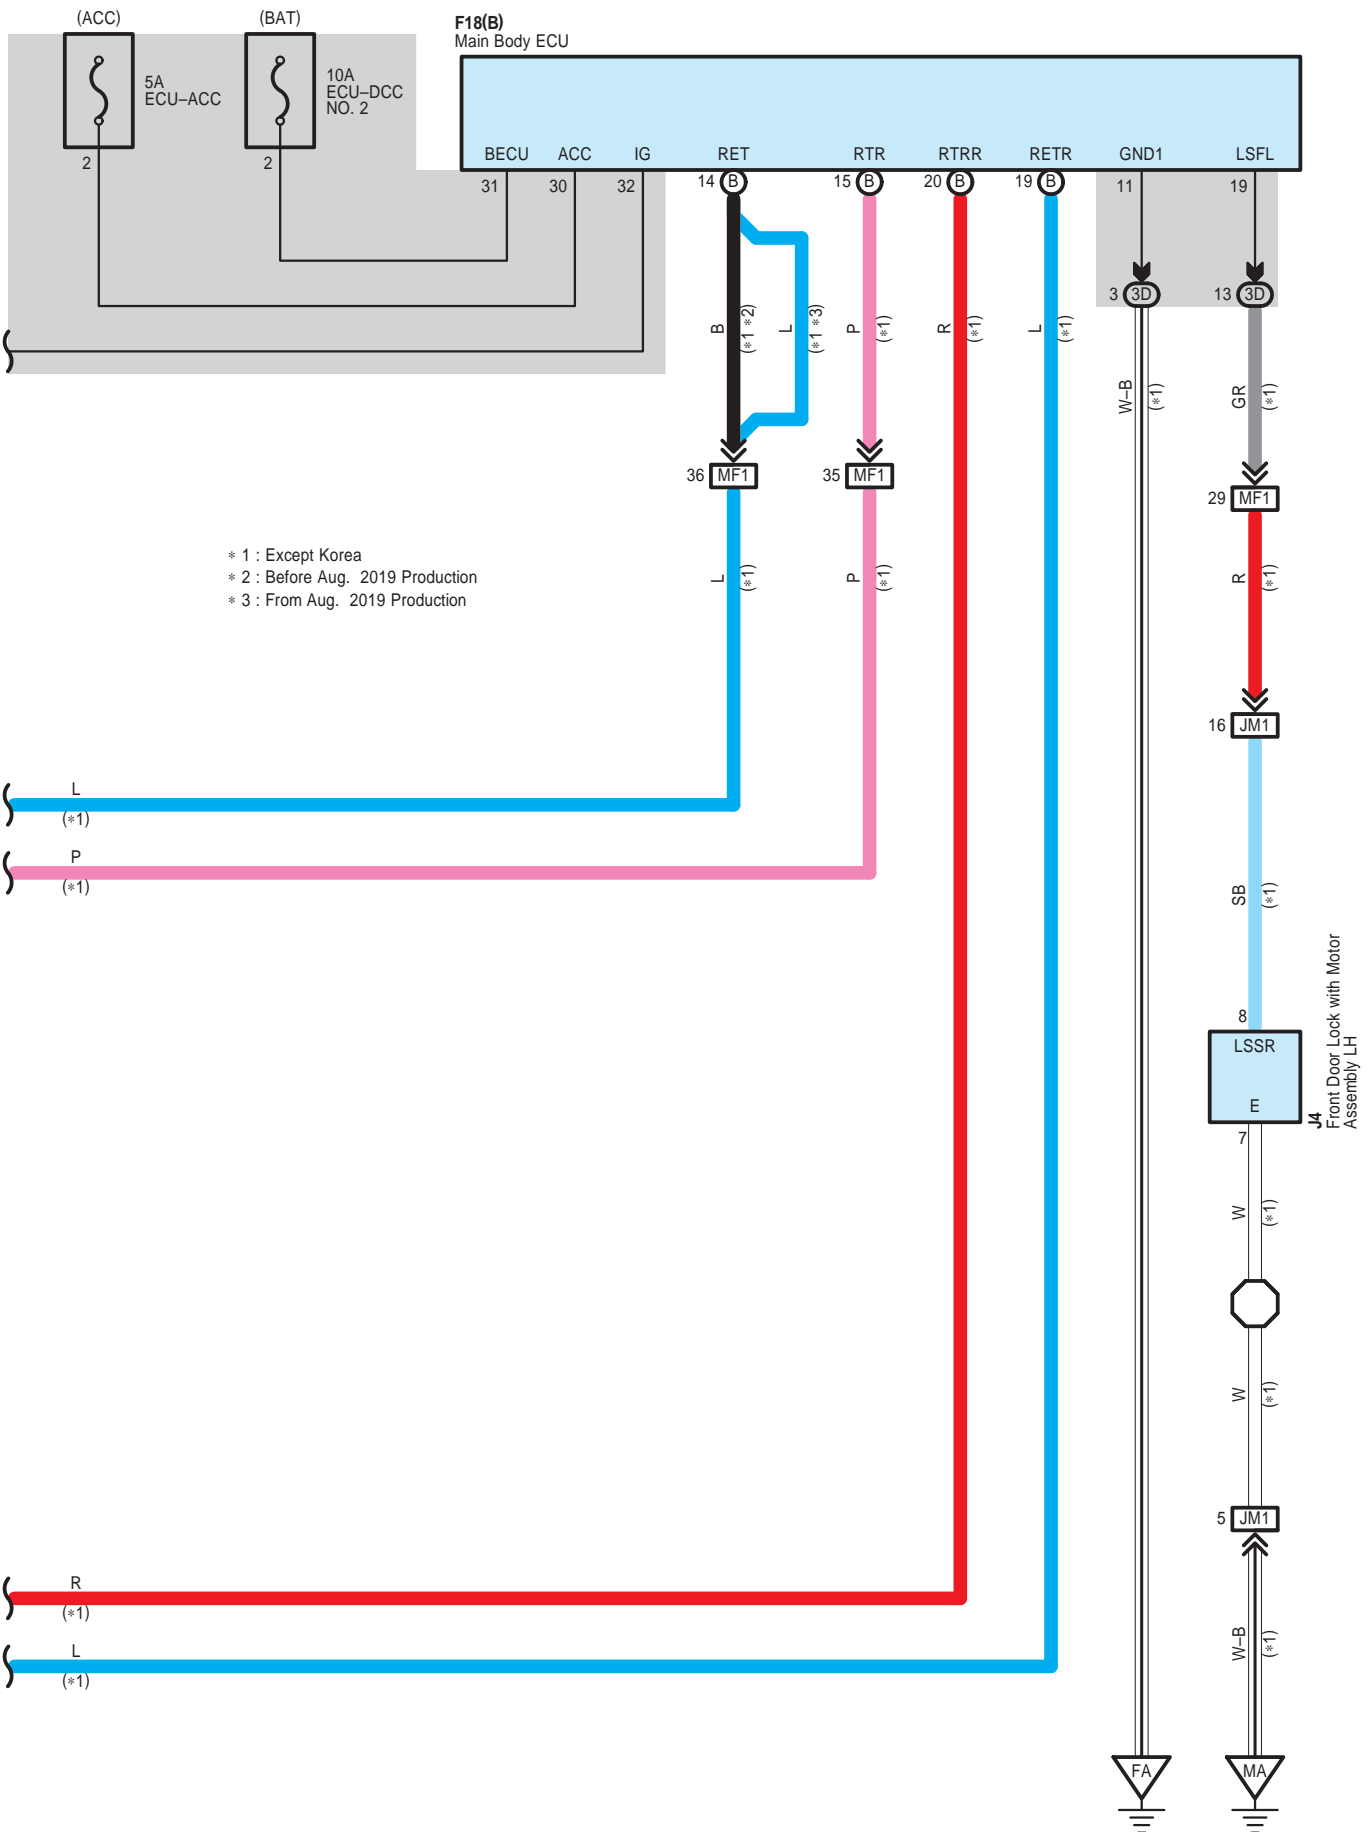 (ACC)
(BAT)
F18(B)
Main Body ECU
5A
ECU–ACC
10A
ECU–DCC
NO. 2
2
2
BECU
ACC
IG
RET
RTR
RTRR
RETR
GND1
LSFL
31
30
32
14
B
15
B
20
B
19
B
11
19
3
3D
13
3D
B
(*1 *2)
L
(*1 *3)
P
(*1)
R
(*1)
L
(*1)
W–B
(*1)
GR
(*1)
36
MF1
35
MF1
29
MF1
* 1 : Except Korea
* 2 : Before Aug. 2019 Production
* 3 : From Aug. 2019 Production
L
(*1)
P
(*1)
R
(*1)
16
JM1
L
(*1)
P
(*1)
SB
(*1)
8
LSSR
E
7
J4
Front Door Lock with Motor
Assembly LH
W
(*1)
W
(*1)
5
JM1
R
(*1)
L
(*1)
W–B
(*1)
FA
MA